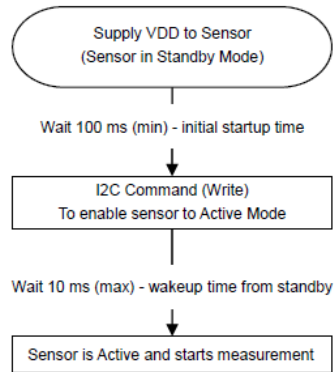 Supply VDD to Sensor
(Sensor in Standby Mode)
Wait 100 ms (min) - initial startup time
I2C Command (Write)
To enable sensor to Active Mode
Wait 10 ms (max) - wakeup time from standby
Sensor is Active and starts measurement